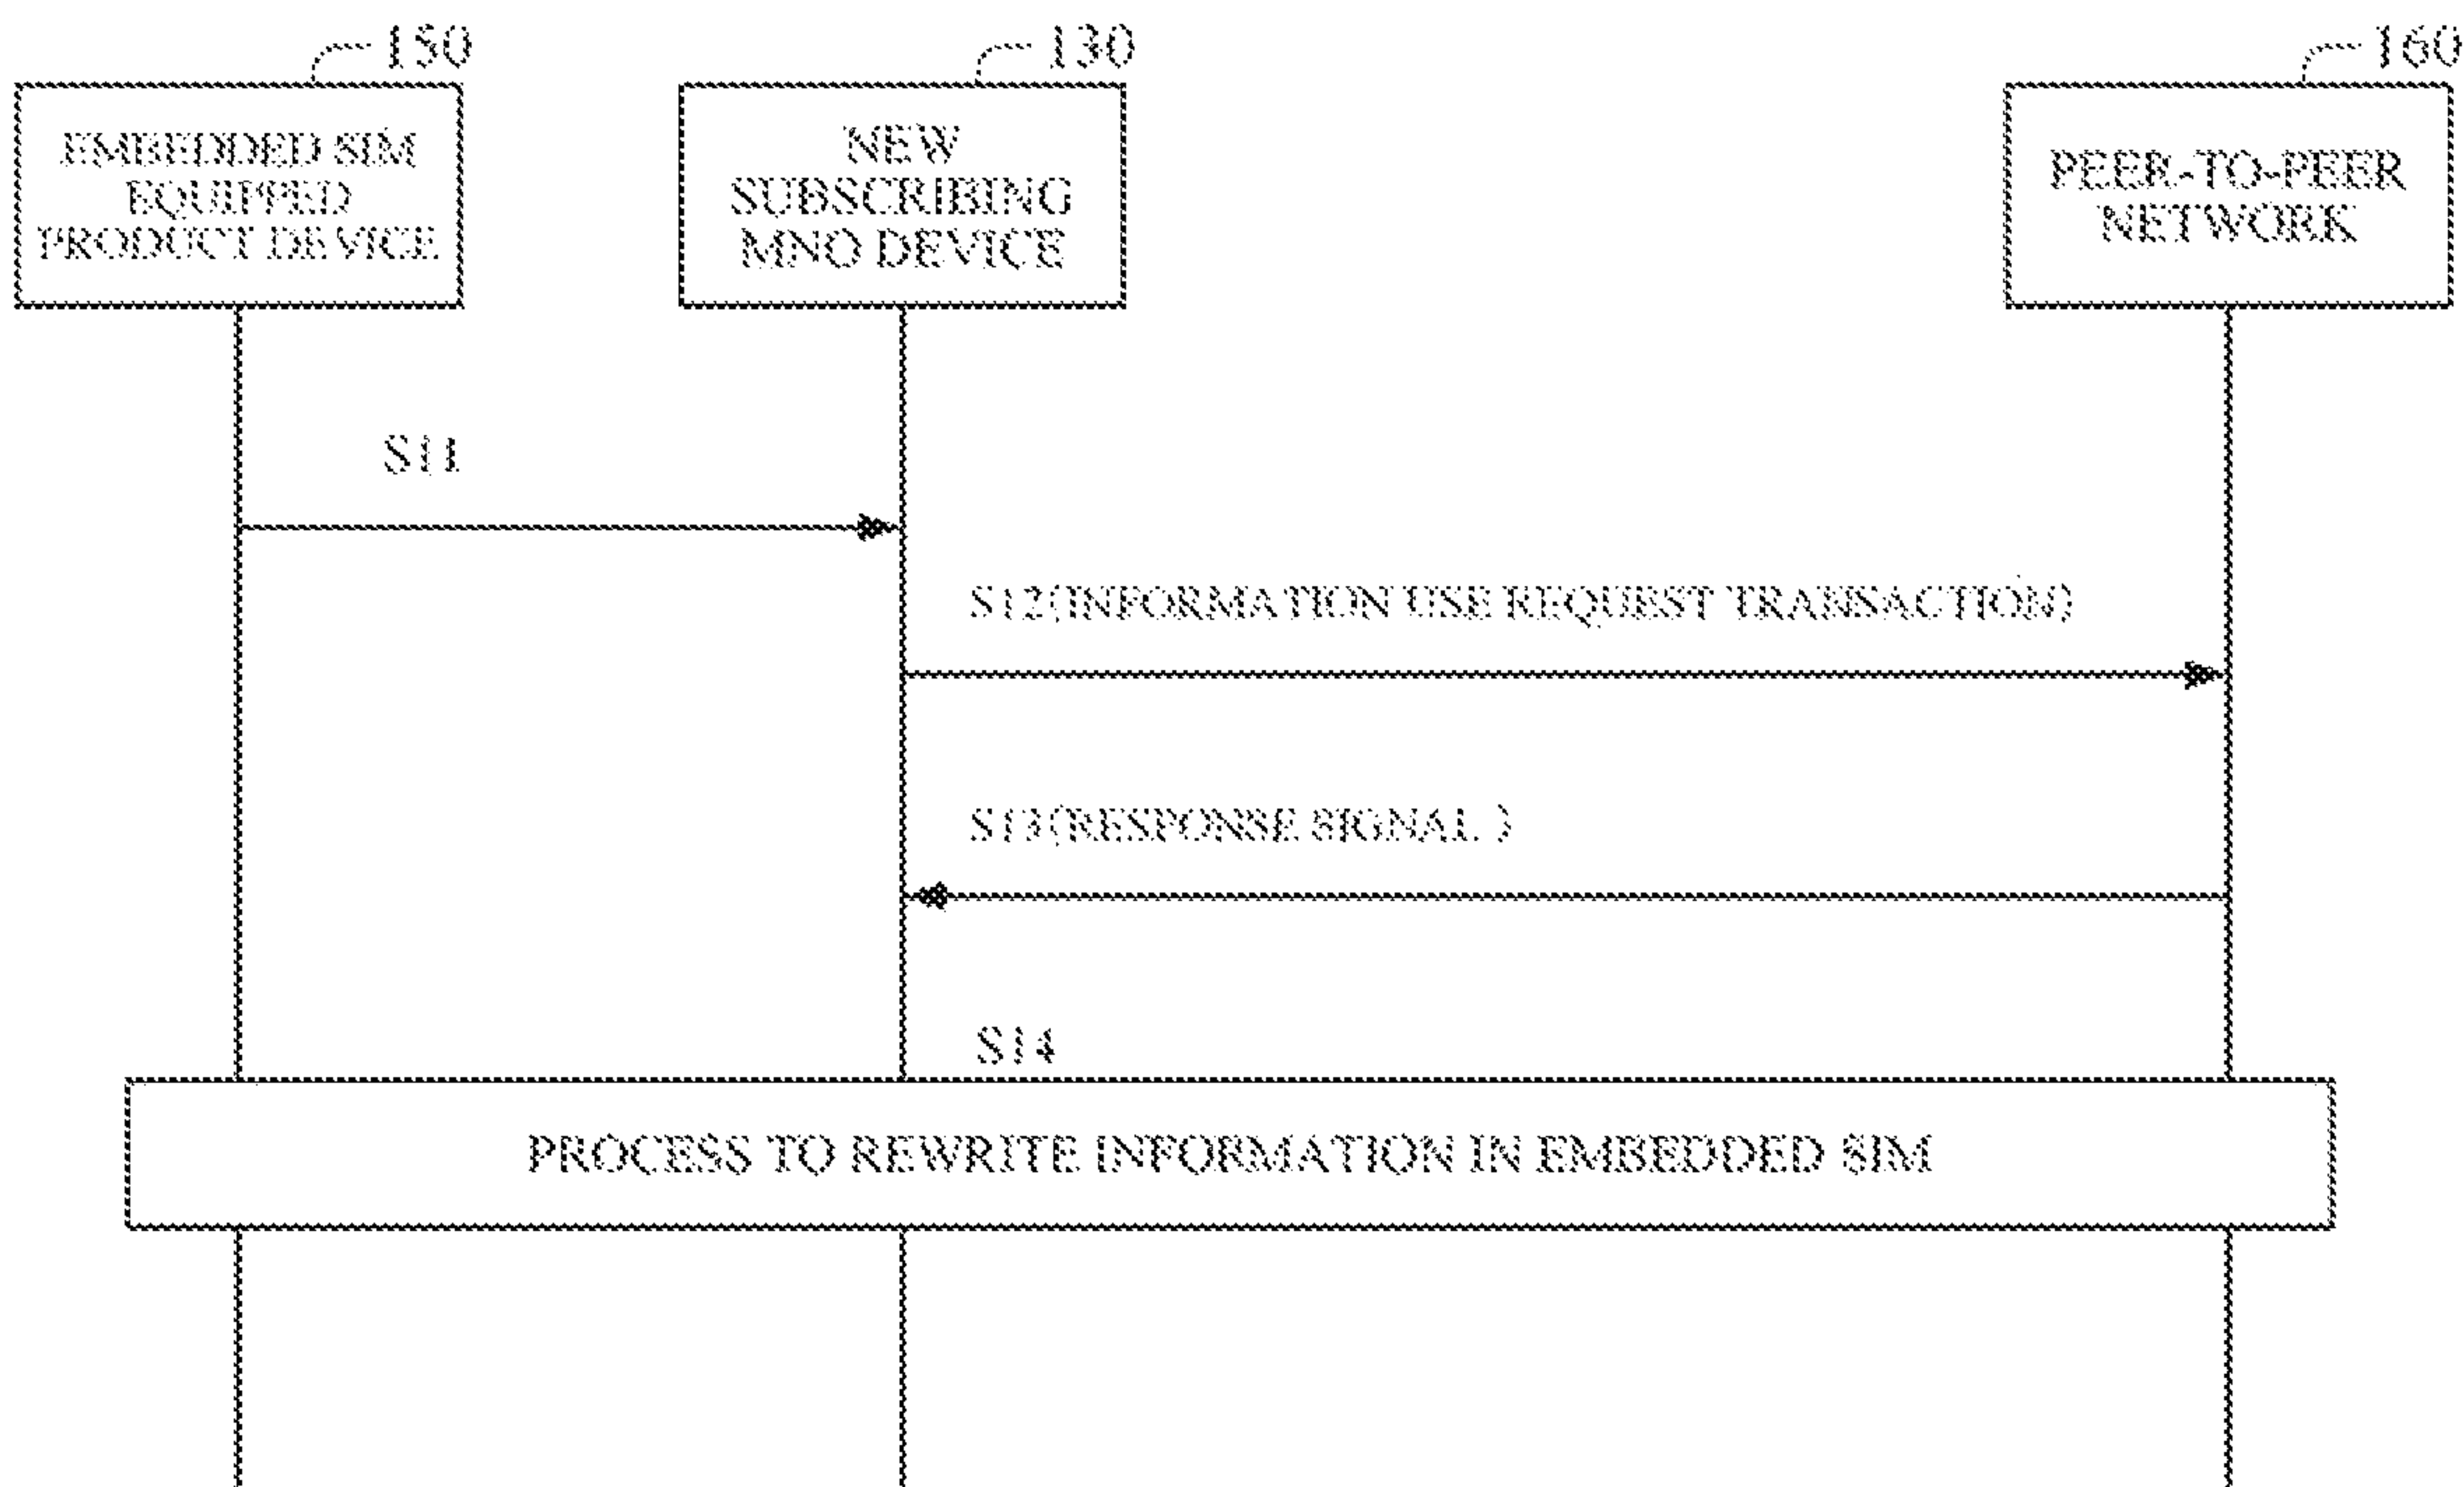 150
130
160
EMBEDDED SIM
EQUIPPED
PRODUCT DEVICE
NEW
SUBSCRIBING
MNO DEVICE
PEER-TO-PEER
NETWORK
S11
S12(INFORMATION USE REQUEST TRANSACTION)
S13(RESPONSE SIGNAL )
S14
PROCESS TO REWRITE INFORMATION IN EMBEDDED SIM